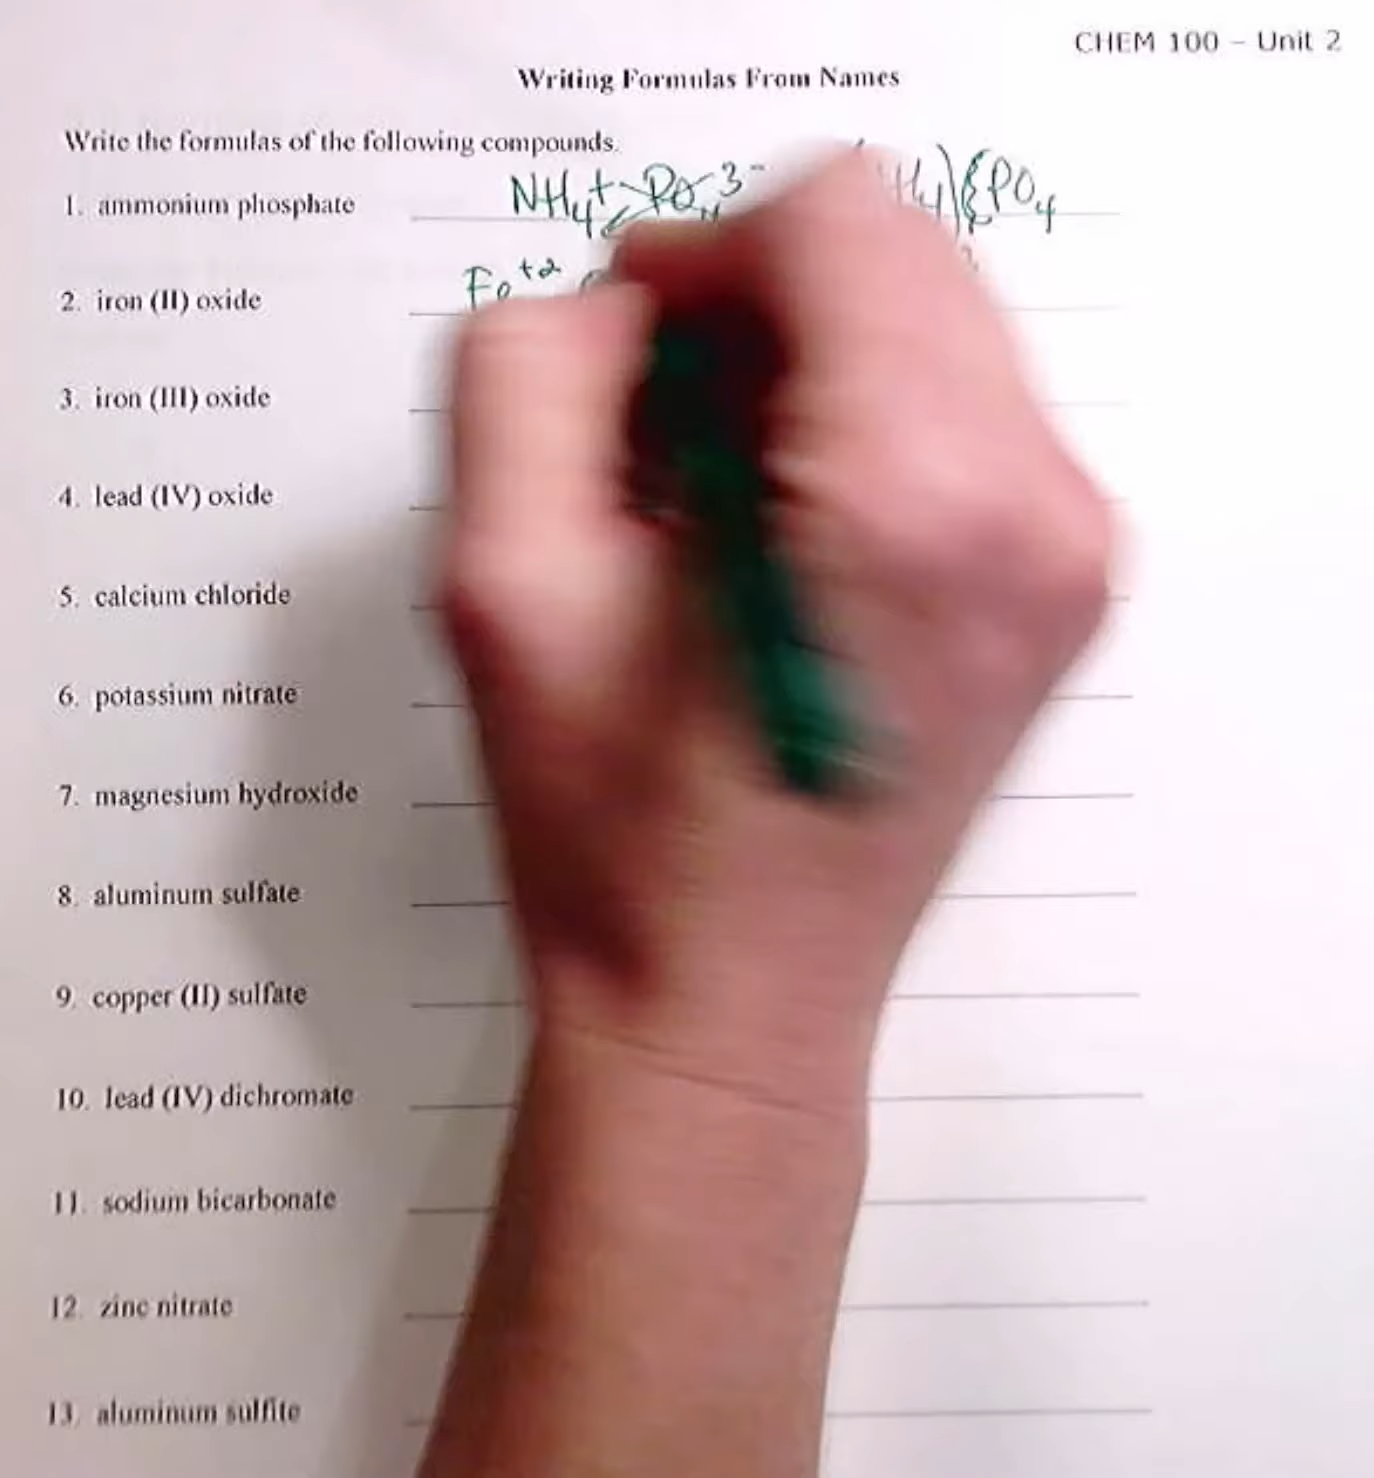 CHEM 100 – Unit 2
Writing Formulas From Names
Write the formulas of the following compounds.
1. ammonium phosphate NH₄⁺ PO₄³⁻ PO₄
2. iron (II) oxide Fe⁺²
3. iron (III) oxide
4. lead (IV) oxide
5. calcium chloride
6. potassium nitrate
7. magnesium hydroxide
8. aluminum sulfate
9. copper (II) sulfate
10. lead (IV) dichromate
11. sodium bicarbonate
12. zinc nitrate
13. aluminum sulfite